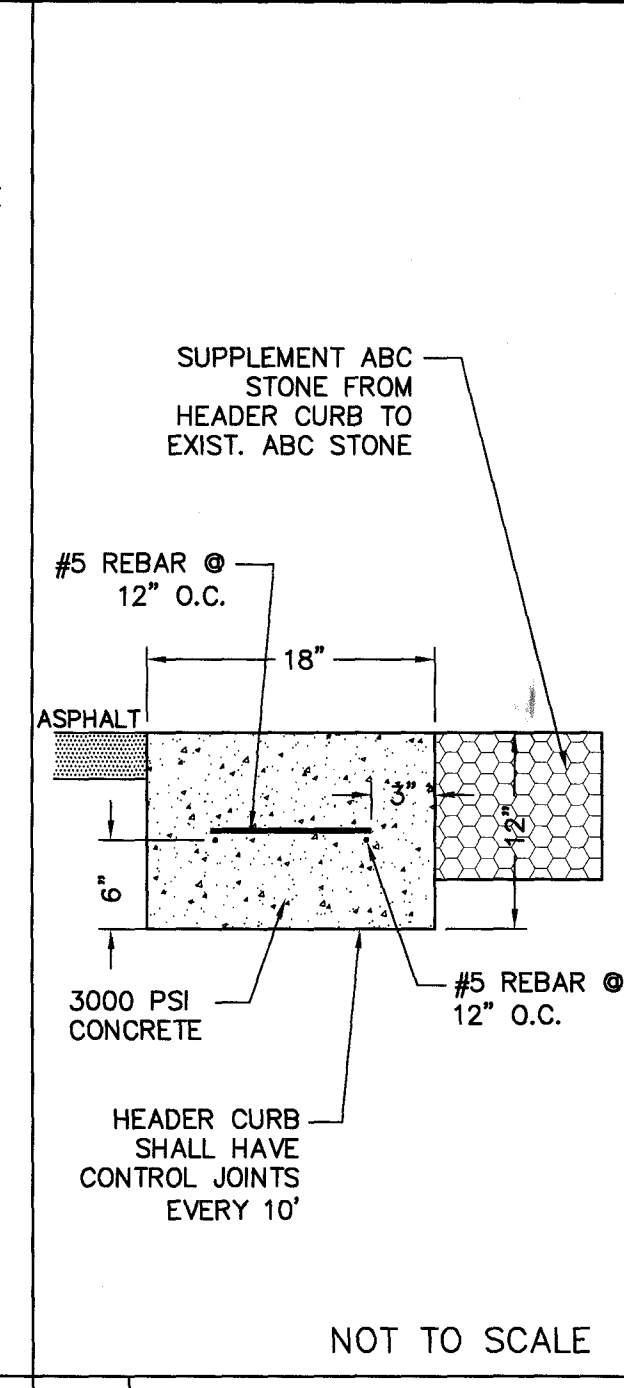 SUPPLEMENT ABC
STONE FROM
HEADER CURB TO
EXIST. ABC STONE
#5 REBAR @
12" O.C.
18"
ASPHALT
3"
12"
6"
3000 PSI
CONCRETE
#5 REBAR @
12" O.C.
HEADER CURB
SHALL HAVE
CONTROL JOINTS
EVERY 10'
NOT TO SCALE